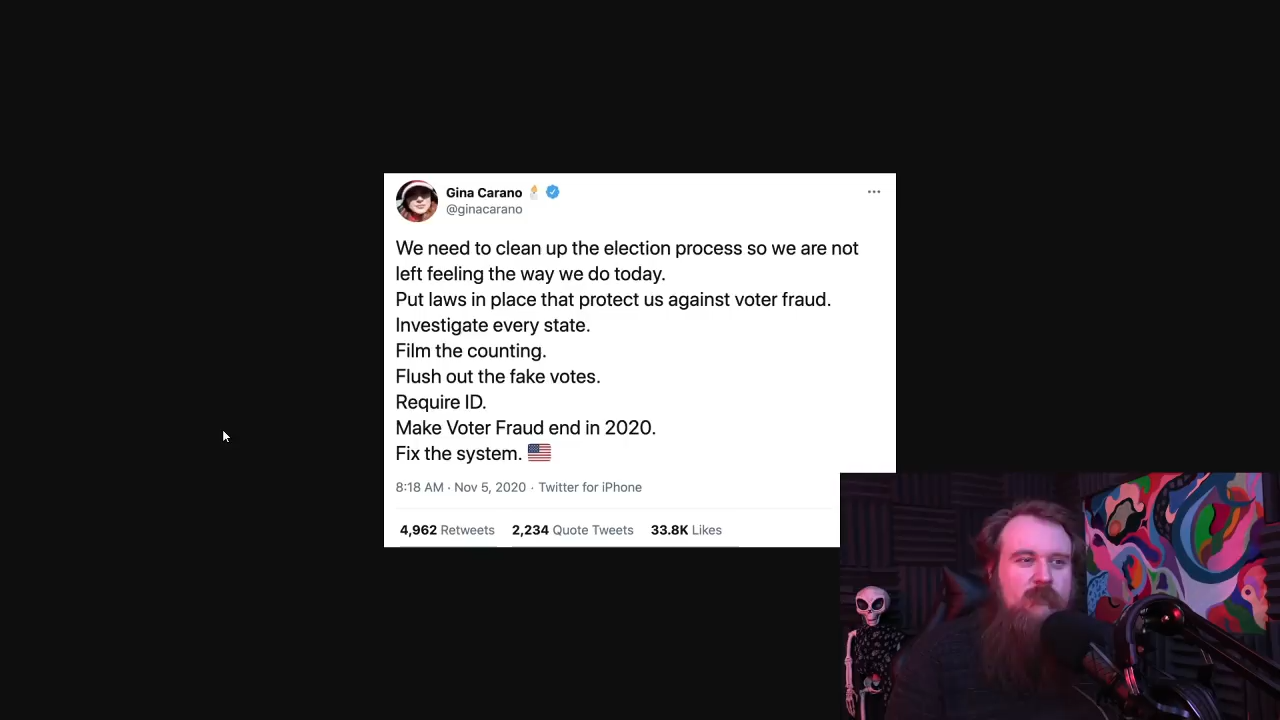 Gina Carano
@ginacarano
We need to clean up the election process so we are not
left feeling the way we do today.
Put laws in place that protect us against voter fraud.
Investigate every state.
Film the counting.
Flush out the fake votes.
Require ID.
Make Voter Fraud end in 2020.
Fix the system. 🇺🇸
8:18 AM · Nov 5, 2020 · Twitter for iPhone
4,962 Retweets 2,234 Quote Tweets 33.8K Likes